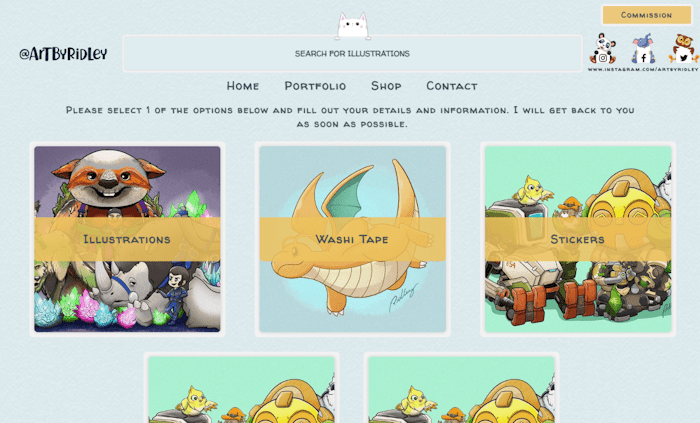 Commission
@ArtByRidley
SEARCH FOR ILLUSTRATIONS
www.instagram.com/artbyridley
Home Portfolio Shop Contact
Please select 1 of the options below and fill out your details and information. I will get back to you
as soon as possible.
Illustrations
Washi Tape
Stickers
Ridley